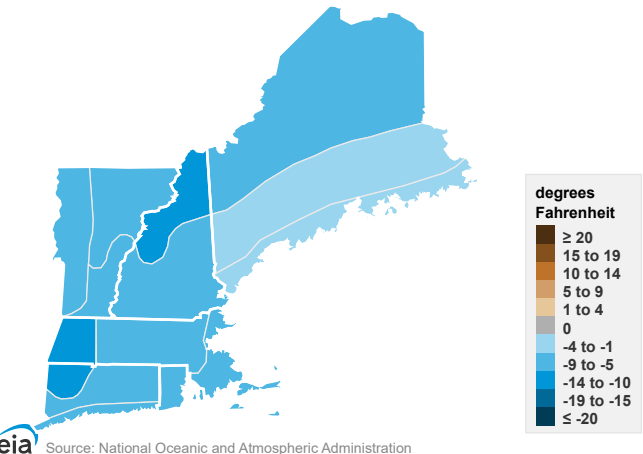 degrees
Fahrenheit
≥ 20
15 to 19
10 to 14
5 to 9
1 to 4
0
-4 to -1
-9 to -5
-14 to -10
-19 to -15
≤ -20
eia
Source: National Oceanic and Atmospheric Administration